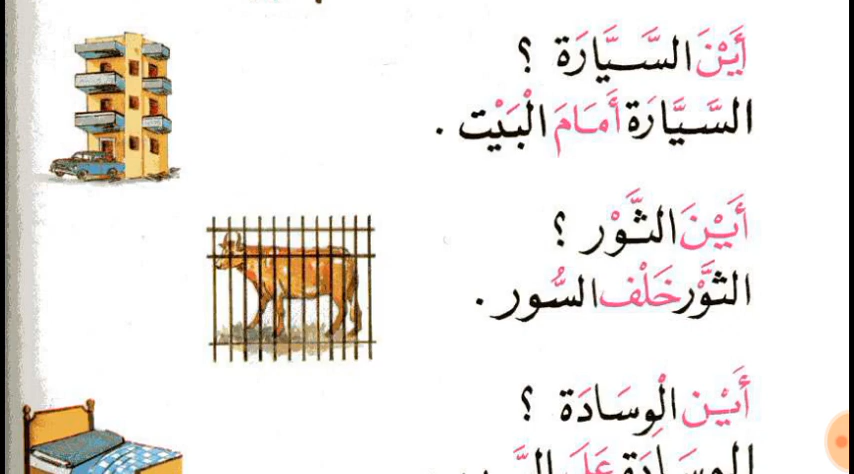 أَيْنَ السَّيَّارَة ؟
السَّيَّارَة أَمَامَ الْبَيْت .
أَيْنَ الثَّوْر ؟
الثَّوْر خَلْف السُّور .
أَيْن الْوِسَادَة ؟